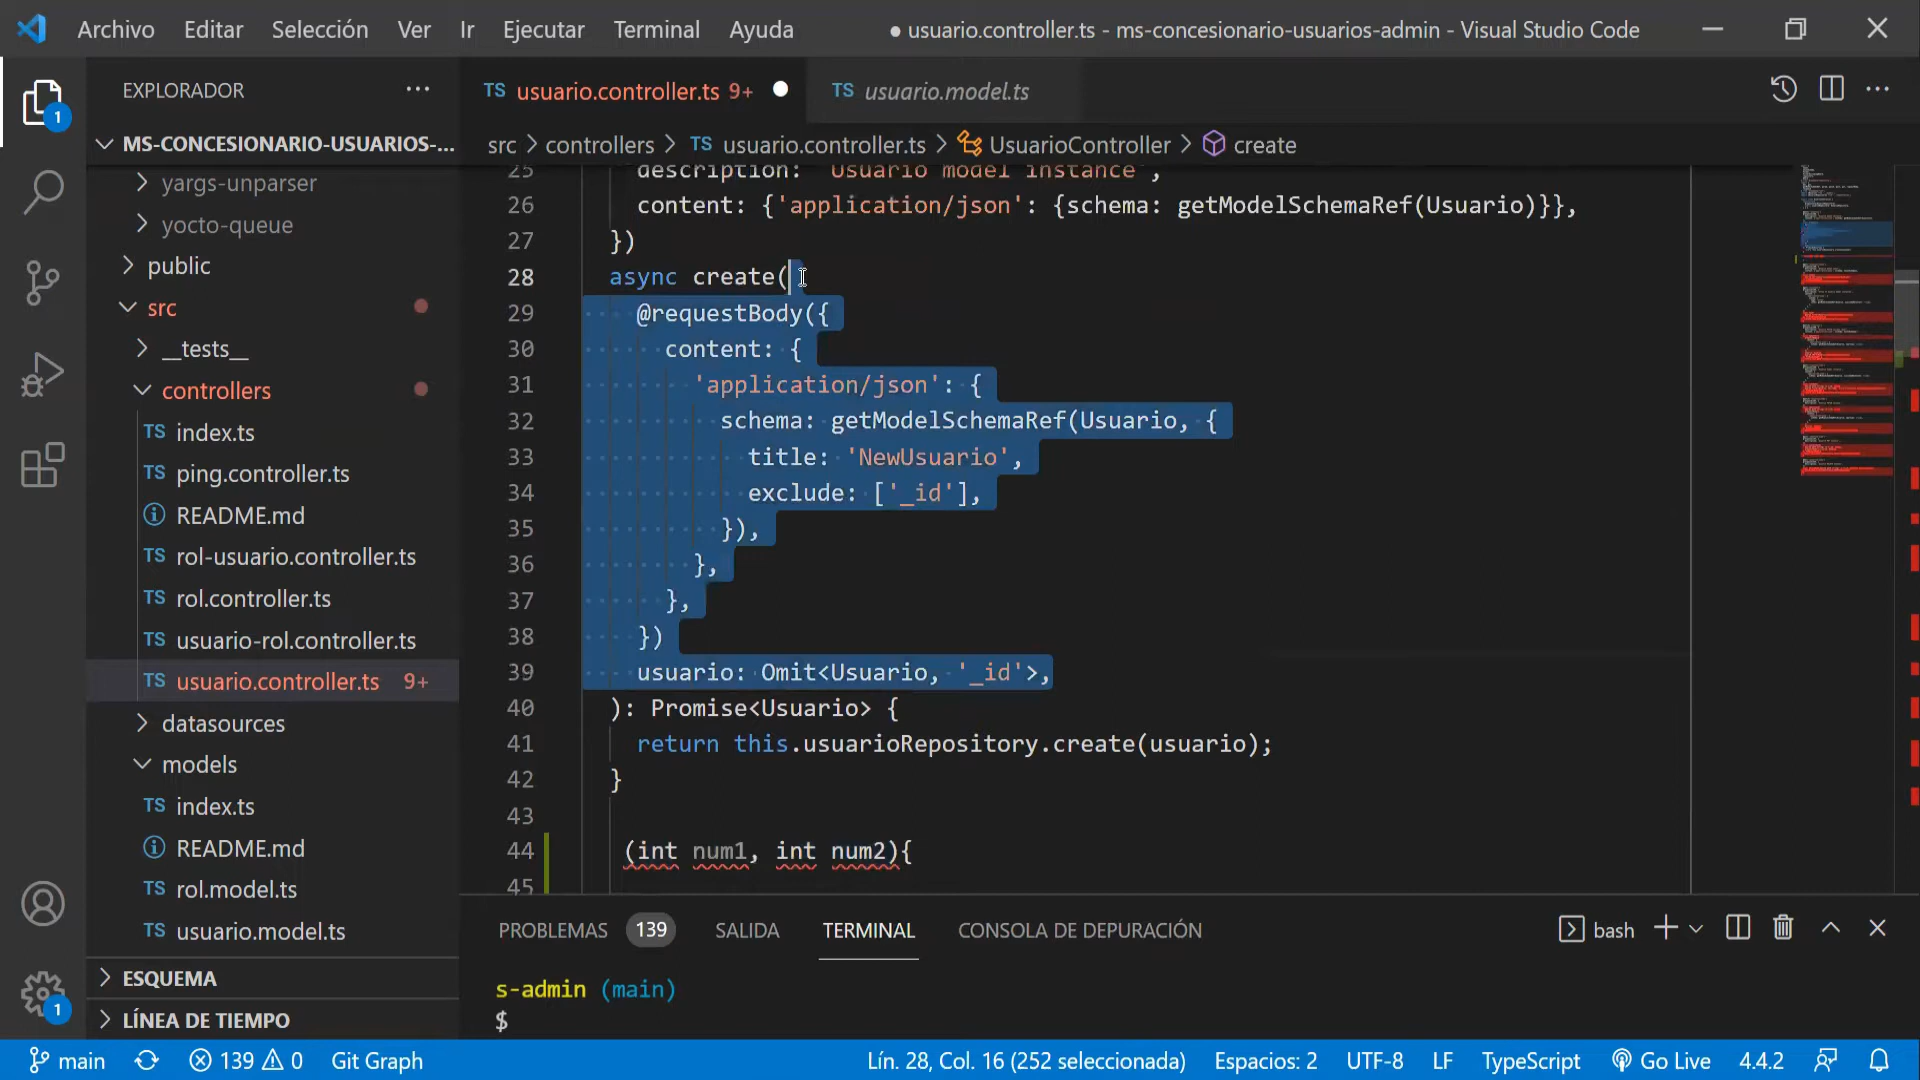 Archivo Editar Selección Ver Ir Ejecutar Terminal Ayuda ● usuario.controller.ts - ms-concesionario-usuarios-admin - Visual Studio Code
EXPLORADOR ···
TS usuario.controller.ts 9+ ●
TS usuario.model.ts
MS-CONCESIONARIO-USUARIOS-...
src > controllers > TS usuario.controller.ts > UsuarioController > create
yargs-unparser
yocto-queue
public
src
__tests__
controllers
TS index.ts
TS ping.controller.ts
README.md
TS rol-usuario.controller.ts
TS rol.controller.ts
TS usuario-rol.controller.ts
TS usuario.controller.ts 9+
datasources
models
TS index.ts
README.md
TS rol.model.ts
TS usuario.model.ts
ESQUEMA
LÍNEA DE TIEMPO
25 description: 'Usuario model instance',
26 content: {'application/json': {schema: getModelSchemaRef(Usuario)}},
27 })
28 async create(
29 @requestBody({
30 content: {
31 'application/json': {
32 schema: getModelSchemaRef(Usuario, {
33 title: 'NewUsuario',
34 exclude: ['_id'],
35 }),
36 },
37 },
38 })
39 usuario: Omit<Usuario, '_id'>,
40 ): Promise<Usuario> {
41 return this.usuarioRepository.create(usuario);
42 }
43
44 (int num1, int num2){
45
PROBLEMAS 139 SALIDA TERMINAL CONSOLA DE DEPURACIÓN bash
s-admin (main)
$
main 139 0 Git Graph Lín. 28, Col. 16 (252 seleccionada) Espacios: 2 UTF-8 LF TypeScript Go Live 4.4.2
1
1